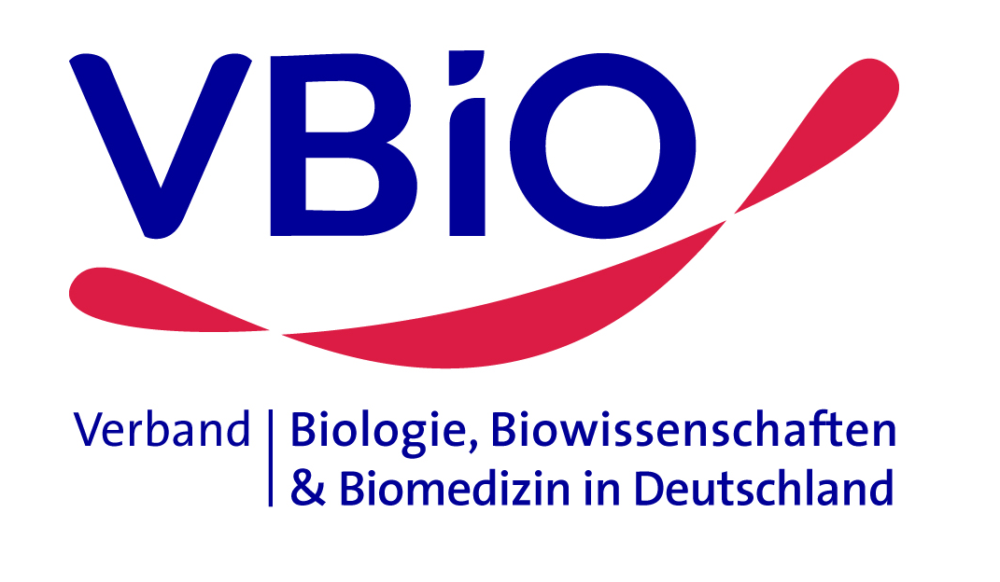 VBiO
Verband
Biologie, Biowissenschaften
& Biomedizin in Deutschland